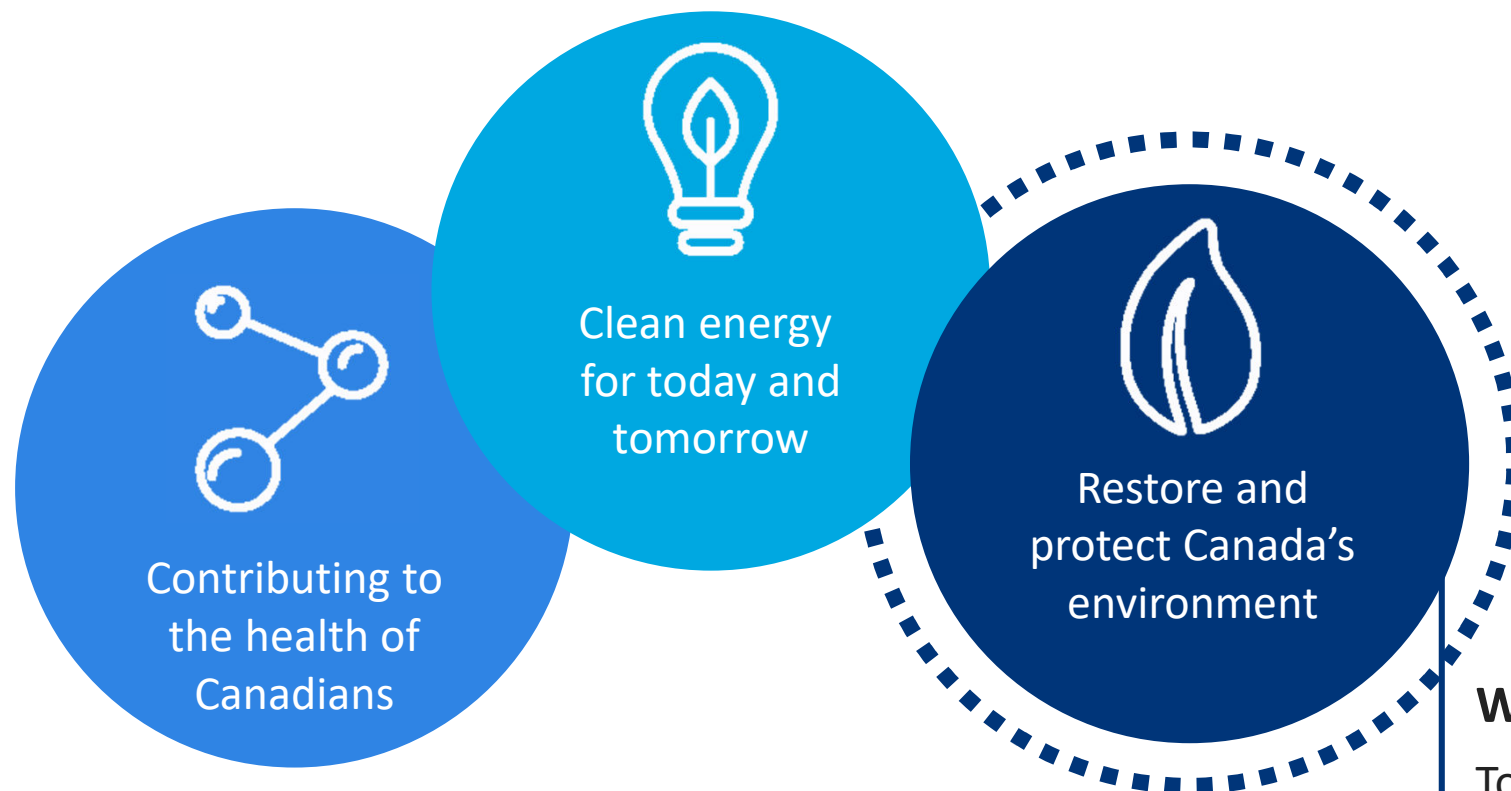 Contributing to
the health of
Canadians
Clean energy
for today and
tomorrow
Restore and
protect Canada’s
environment